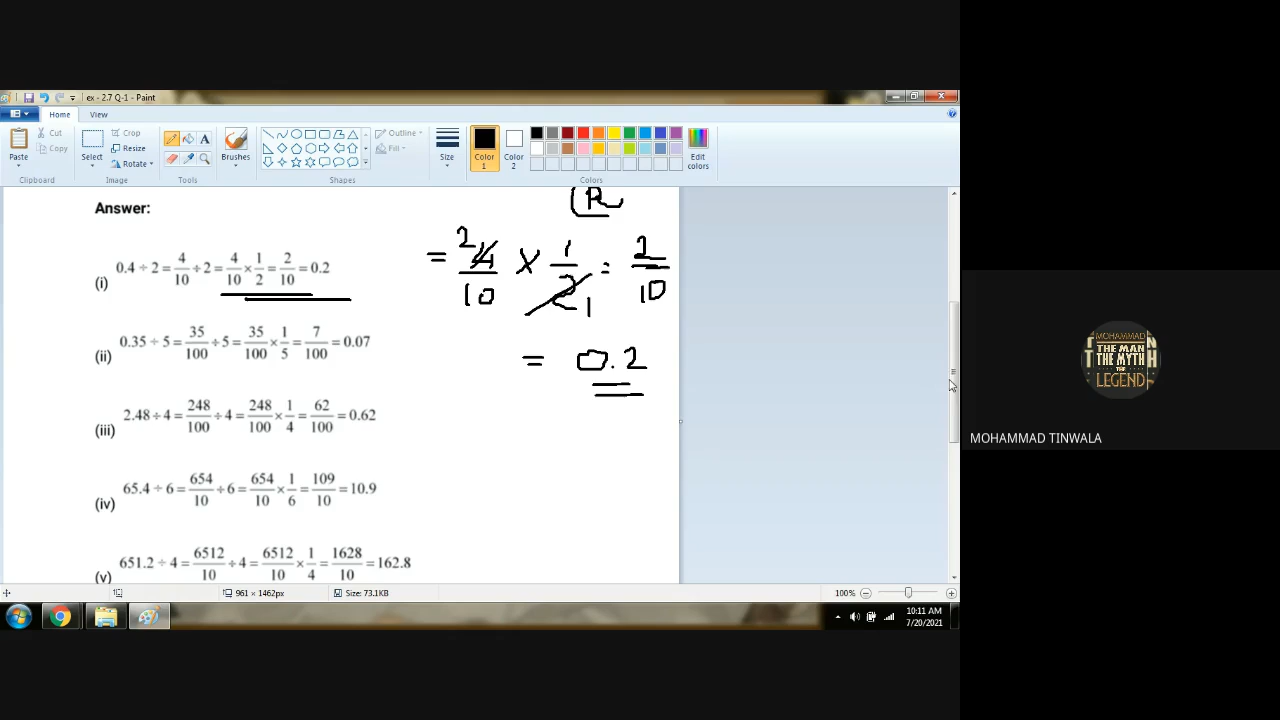 ex - 2.7 Q-1 - Paint
Home View
Paste Cut Copy
Select Crop Resize Rotate
Brushes
Outline Fill
Size
Color 1
Color 2
Edit colors
Clipboard Image Tools Shapes Colors
Answer:
R
(i) 0.4 ÷ 2 = 4/10 ÷ 2 = 4/10 × 1/2 = 2/10 = 0.2
= 2 4/10 × 1/2 1 = 2/10
= 0.2
(ii) 0.35 ÷ 5 = 35/100 ÷ 5 = 35/100 × 1/5 = 7/100 = 0.07
(iii) 2.48 ÷ 4 = 248/100 ÷ 4 = 248/100 × 1/4 = 62/100 = 0.62
(iv) 65.4 ÷ 6 = 654/10 ÷ 6 = 654/10 × 1/6 = 109/10 = 10.9
(v) 651.2 ÷ 4 = 6512/10 ÷ 4 = 6512/10 × 1/4 = 1628/10 = 162.8
961 × 1462px
Size: 73.1KB
100%
10:11 AM
7/20/2021
MOHAMMAD
THE MAN
THE MYTH
THE
LEGEND
MOHAMMAD TINWALA